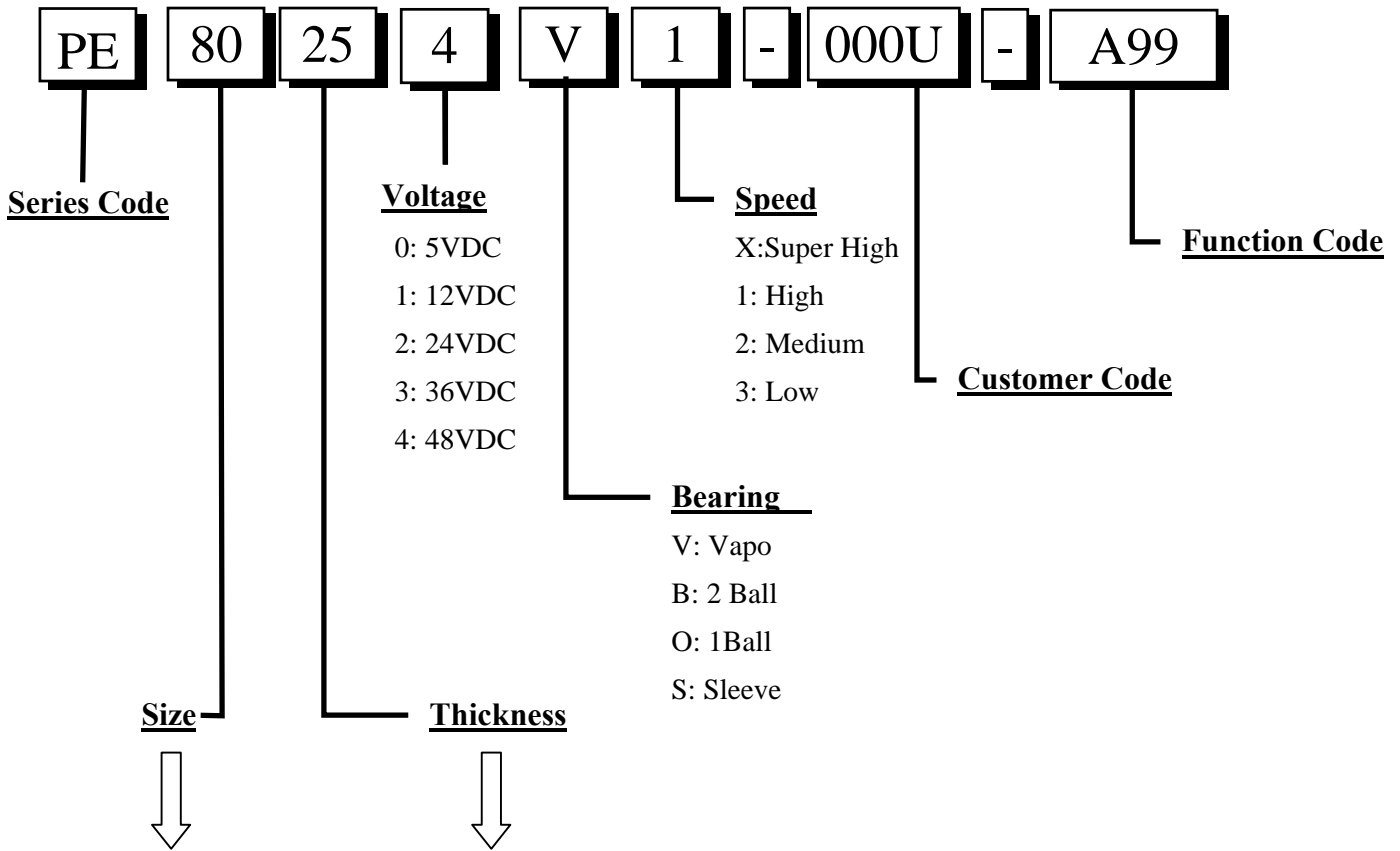 PE 80 25 4 V 1 - 000U - A99
Series Code
Voltage
0: 5VDC
1: 12VDC
2: 24VDC
3: 36VDC
4: 48VDC
Speed
X:Super High
1: High
2: Medium
3: Low
Function Code
Customer Code
Bearing
V: Vapo
B: 2 Ball
O: 1Ball
S: Sleeve
Size
Thickness